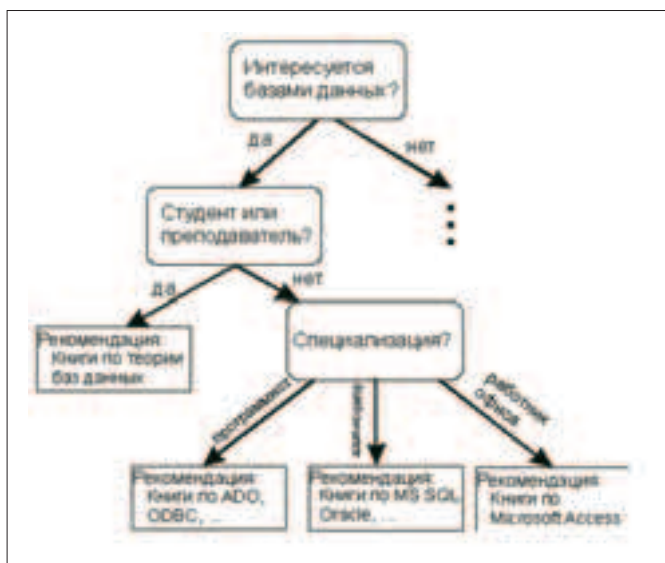 Интересуется
базами данных?
да
нет
Студент или
преподаватель?
да
нет
Рекомендация:
Книги по теории
баз данных
Специализация?
программист
работник
офиса
Рекомендация:
Книги по ADO,
ODBC, ...
Рекомендация:
Книги по MS SQL,
Oracle, ...
Рекомендация:
Книги по
Microsoft Access